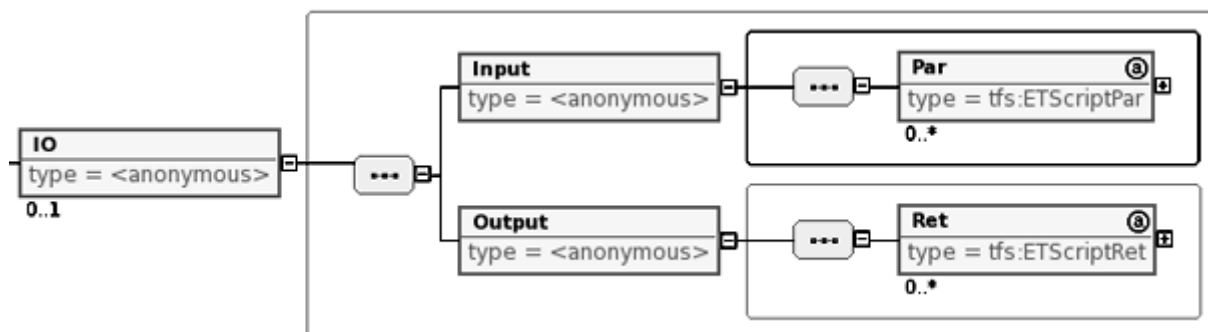 Input
type = <anonymous>
Par
a
type = tfs:ETScriptPar
0..*
IO
type = <anonymous>
0..1
Output
type = <anonymous>
Ret
a
type = tfs:ETScriptRet
0..*